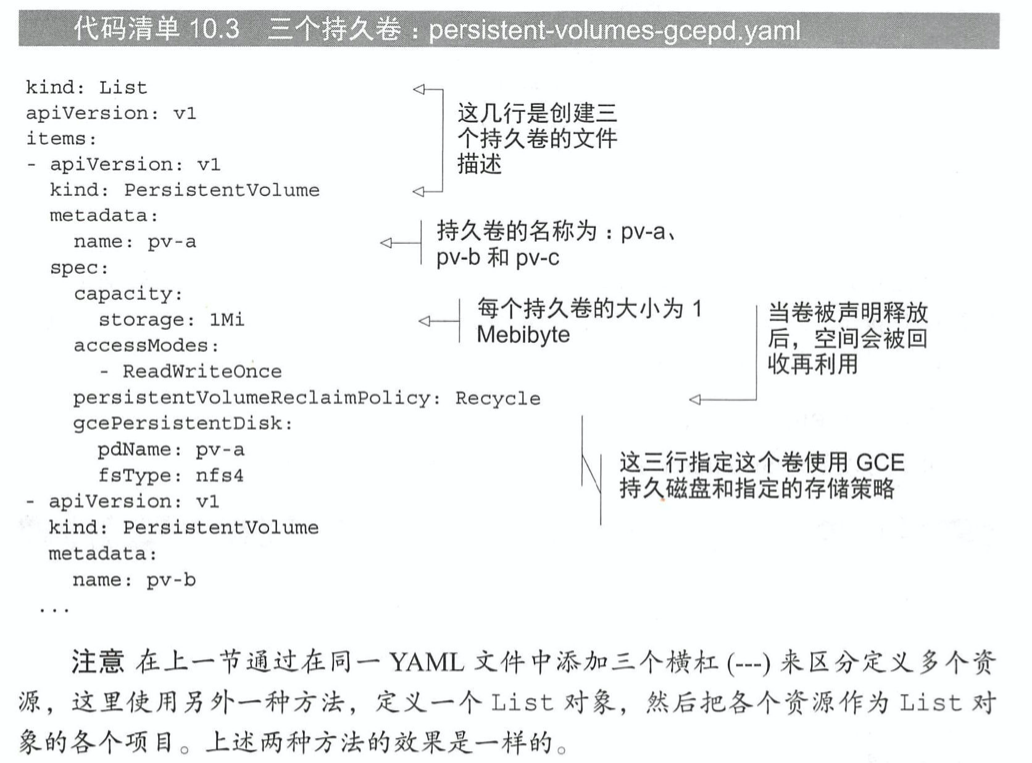 代码清单 10.3 三个持久卷：persistent-volumes-gcepd.yaml
kind: List
apiVersion: v1
items:
- apiVersion: v1
  kind: PersistentVolume
  metadata:
    name: pv-a
  spec:
    capacity:
      storage: 1Mi
    accessModes:
      - ReadWriteOnce
    persistentVolumeReclaimPolicy: Recycle
    gcePersistentDisk:
      pdName: pv-a
      fsType: nfs4
- apiVersion: v1
  kind: PersistentVolume
  metadata:
    name: pv-b
...
这几行是创建三
个持久卷的文件
描述
持久卷的名称为：pv-a、
pv-b 和 pv-c
每个持久卷的大小为 1
Mebibyte
当卷被声明释放
后，空间会被回
收再利用
这三行指定这个卷使用 GCE
持久磁盘和指定的存储策略
注意 在上一节通过在同一 YAML 文件中添加三个横杠 (---) 来区分定义多个资
源，这里使用另外一种方法，定义一个 List 对象，然后把各个资源作为 List 对
象的各个项目。上述两种方法的效果是一样的。